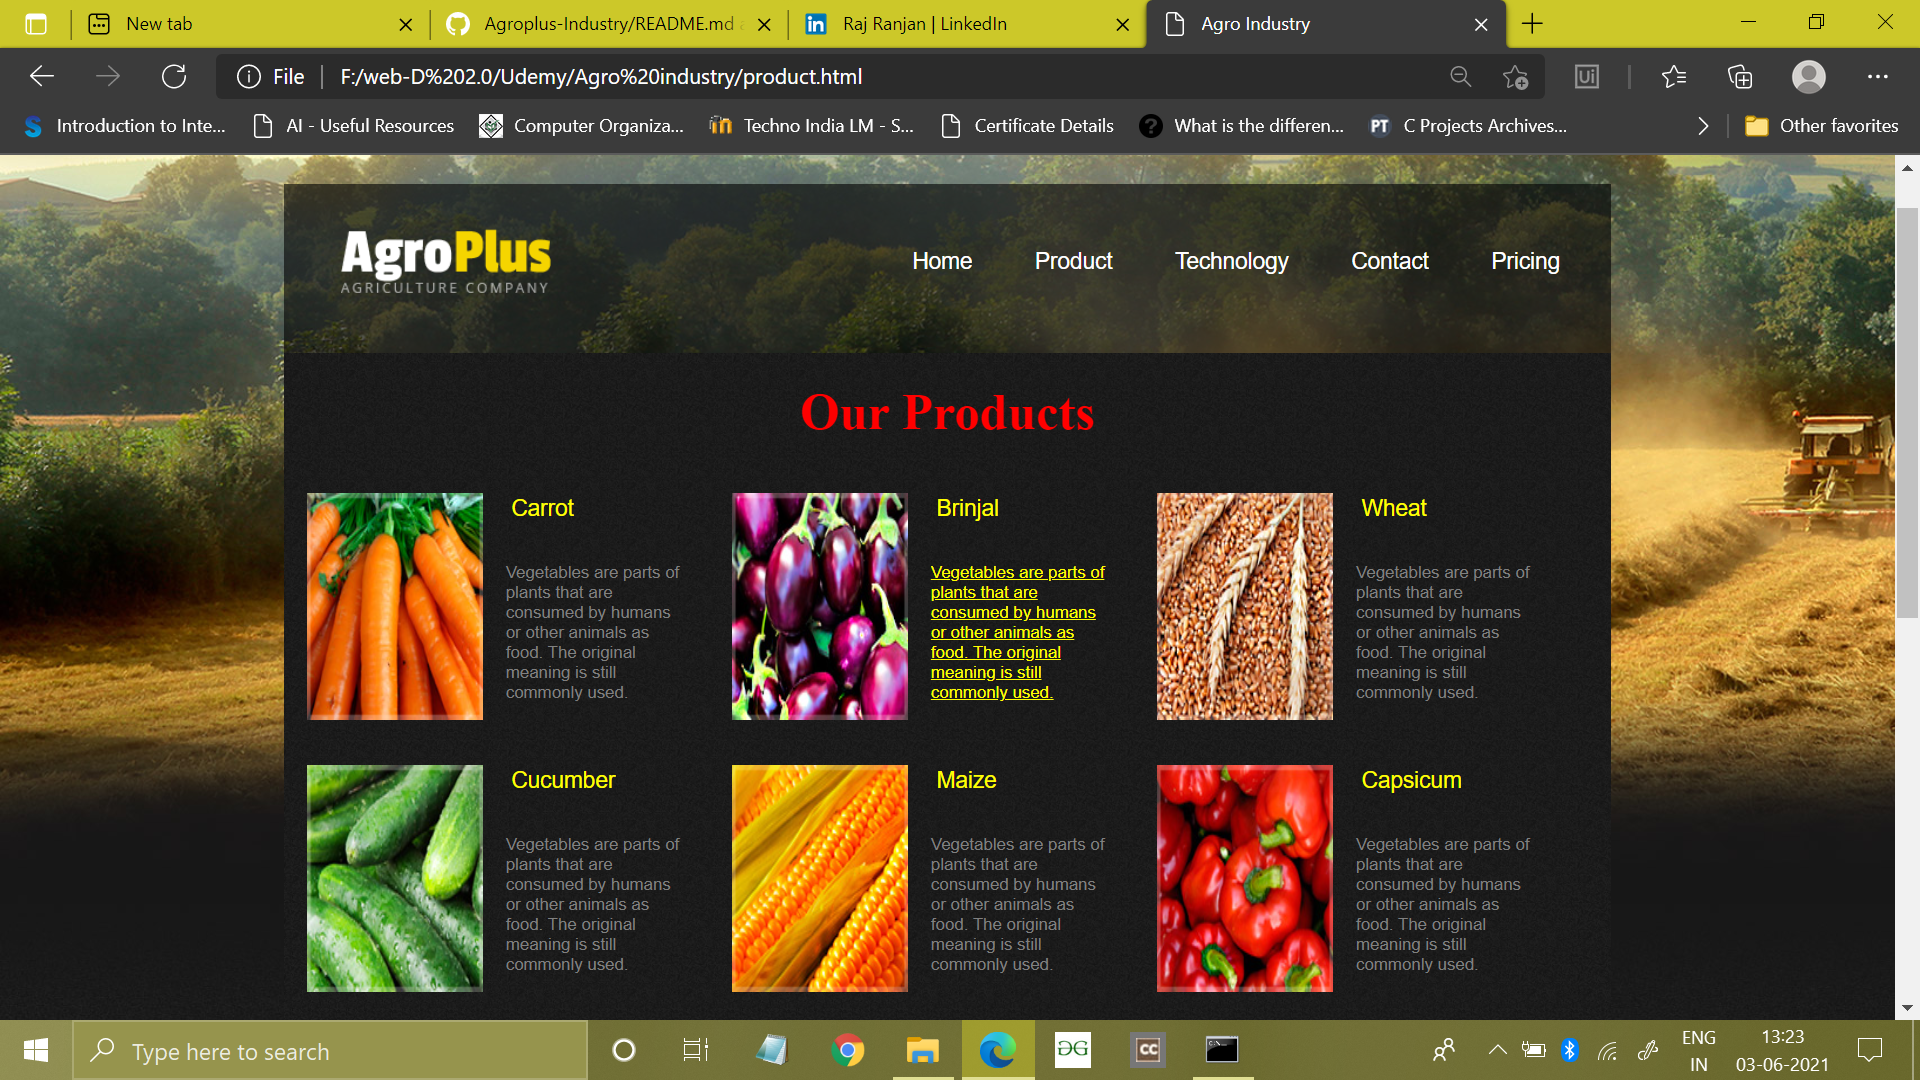 New tab
Agroplus-Industry/README.md
Raj Ranjan | LinkedIn
Agro Industry
File
F:/web-D%202.0/Udemy/Agro%20industry/product.html
Introduction to Inte...
AI - Useful Resources
Computer Organiza...
Techno India LM - S...
Certificate Details
What is the differen...
PT
C Projects Archives...
Other favorites
AgroPlus
AGRICULTURE COMPANY
Home
Product
Technology
Contact
Pricing
Our Products
Carrot
Vegetables are parts of
plants that are
consumed by humans
or other animals as
food. The original
meaning is still
commonly used.
Brinjal
Vegetables are parts of
plants that are
consumed by humans
or other animals as
food. The original
meaning is still
commonly used.
Wheat
Vegetables are parts of
plants that are
consumed by humans
or other animals as
food. The original
meaning is still
commonly used.
Cucumber
Vegetables are parts of
plants that are
consumed by humans
or other animals as
food. The original
meaning is still
commonly used.
Maize
Vegetables are parts of
plants that are
consumed by humans
or other animals as
food. The original
meaning is still
commonly used.
Capsicum
Vegetables are parts of
plants that are
consumed by humans
or other animals as
food. The original
meaning is still
commonly used.
Type here to search
CC
ENG
IN
13:23
03-06-2021